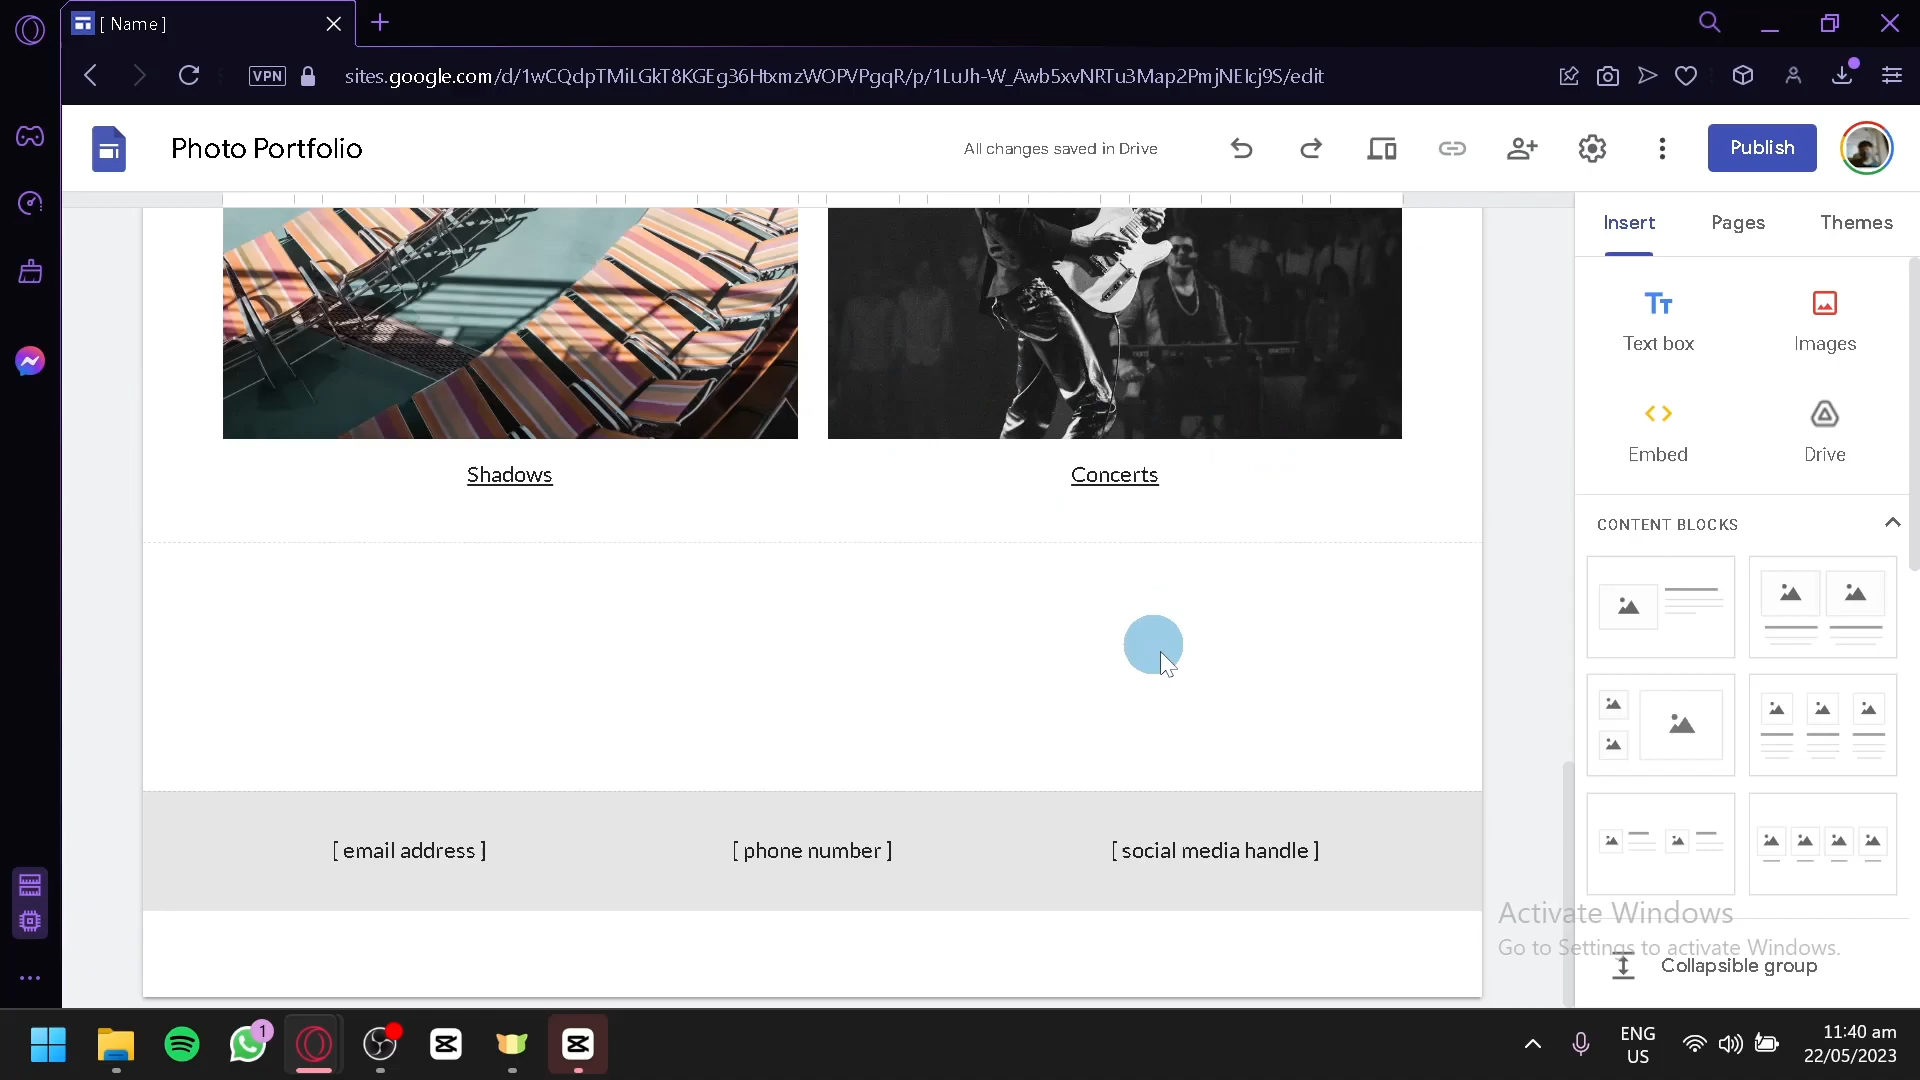 [ Name ]
VPN
sites.google.com/d/1wCQdpTMiLGkT8KGEg36HtxmzWOPVPgqR/p/1LuJh-W_Awb5xvNRTu3Map2PmjNEIcj9S/edit
Photo Portfolio
All changes saved in Drive
Publish
Insert
Pages
Themes
Text box
Images
Embed
Drive
Shadows
Concerts
CONTENT BLOCKS
[ email address ]
[ phone number ]
[ social media handle ]
Activate Windows
Go to Settings to activate Windows.
Collapsible group
1
ENG
US
11:40 am
22/05/2023